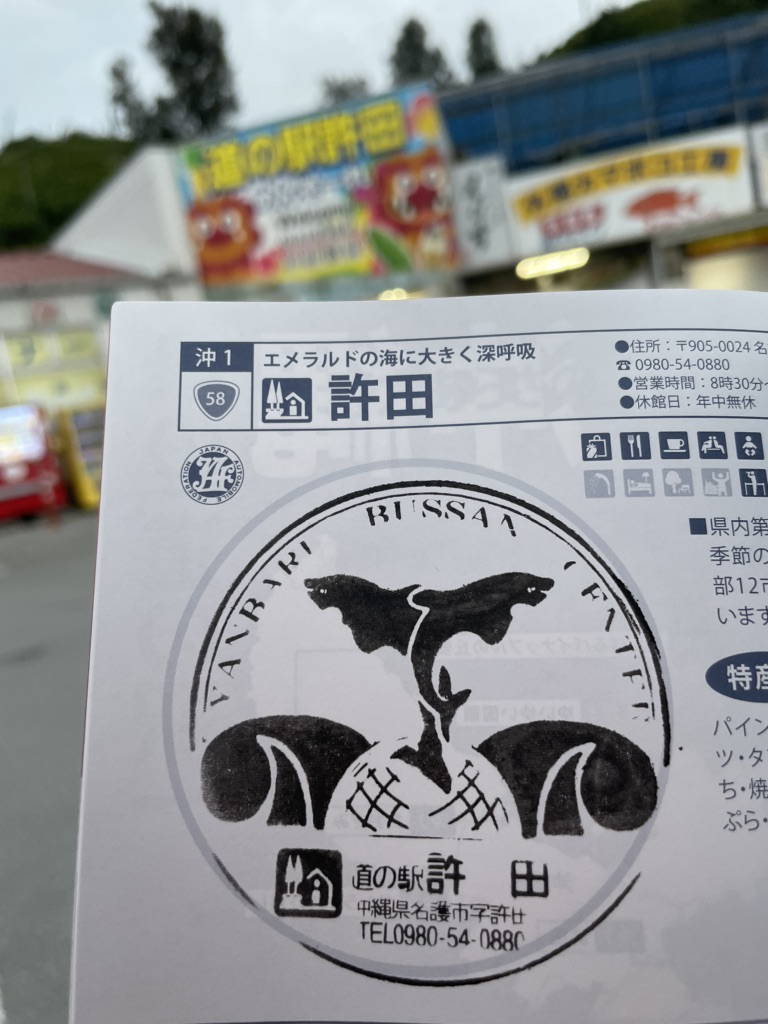 道の駅許田
沖 1
エメラルドの海に大きく深呼吸
58
許田
●住所：〒905-0024 名
☎ 0980-54-0880
●営業時間：8時30分~
●休館日：年中無休
JAPAN AUTOMOBILE FEDERATION
JAF
YANBARU BUSSAN CENTER
■県内第
季節の
部12市
います
特産
パイン
ツ・タ
ち・焼
ぷら・
道の駅許 田
沖縄県名護市字許田
TEL0980-54-0880